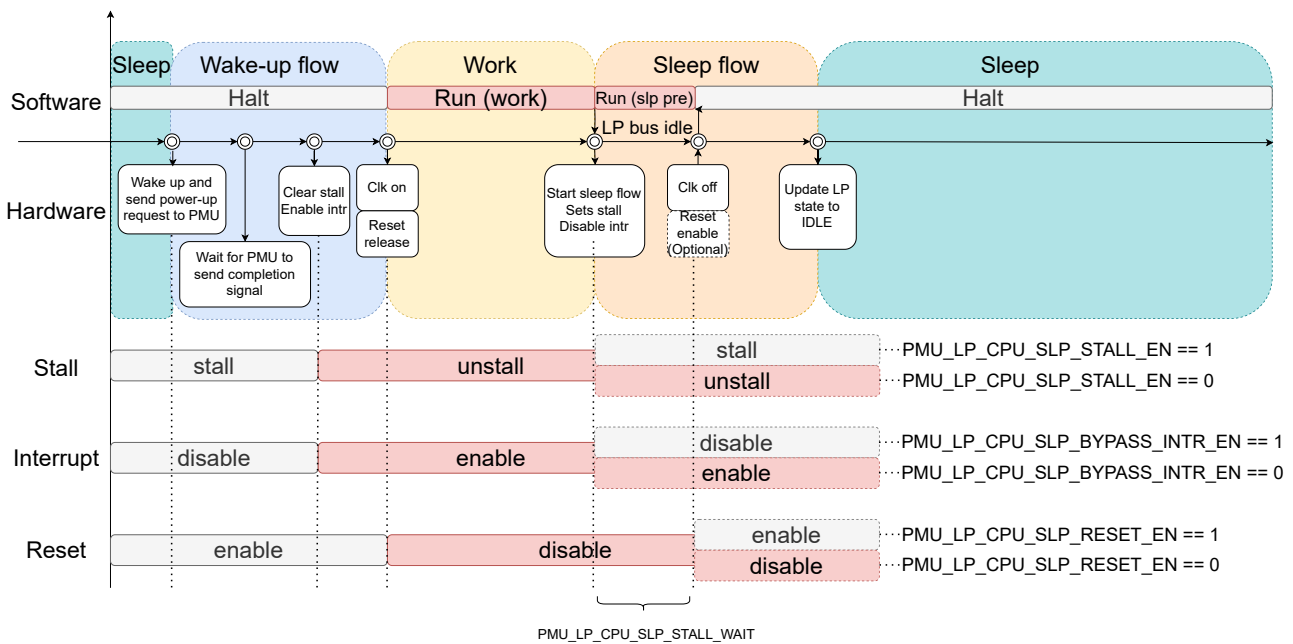 Sleep
Wake-up flow
Work
Sleep flow
Sleep
Software
Halt
Run (work)
Run (slp pre)
Halt
LP bus idle
Hardware
Wake up and
send power-up
request to PMU
Wait for PMU to
send completion
signal
Clear stall
Enable intr
Clk on
Reset
release
Start sleep flow
Sets stall
Disable intr
Clk off
Reset
enable
(Optional)
Update LP
state to
IDLE
Stall
stall
unstall
stall
PMU_LP_CPU_SLP_STALL_EN == 1
unstall
PMU_LP_CPU_SLP_STALL_EN == 0
Interrupt
disable
enable
disable
PMU_LP_CPU_SLP_BYPASS_INTR_EN == 1
enable
PMU_LP_CPU_SLP_BYPASS_INTR_EN == 0
Reset
enable
disable
enable
PMU_LP_CPU_SLP_RESET_EN == 1
disable
PMU_LP_CPU_SLP_RESET_EN == 0
PMU_LP_CPU_SLP_STALL_WAIT